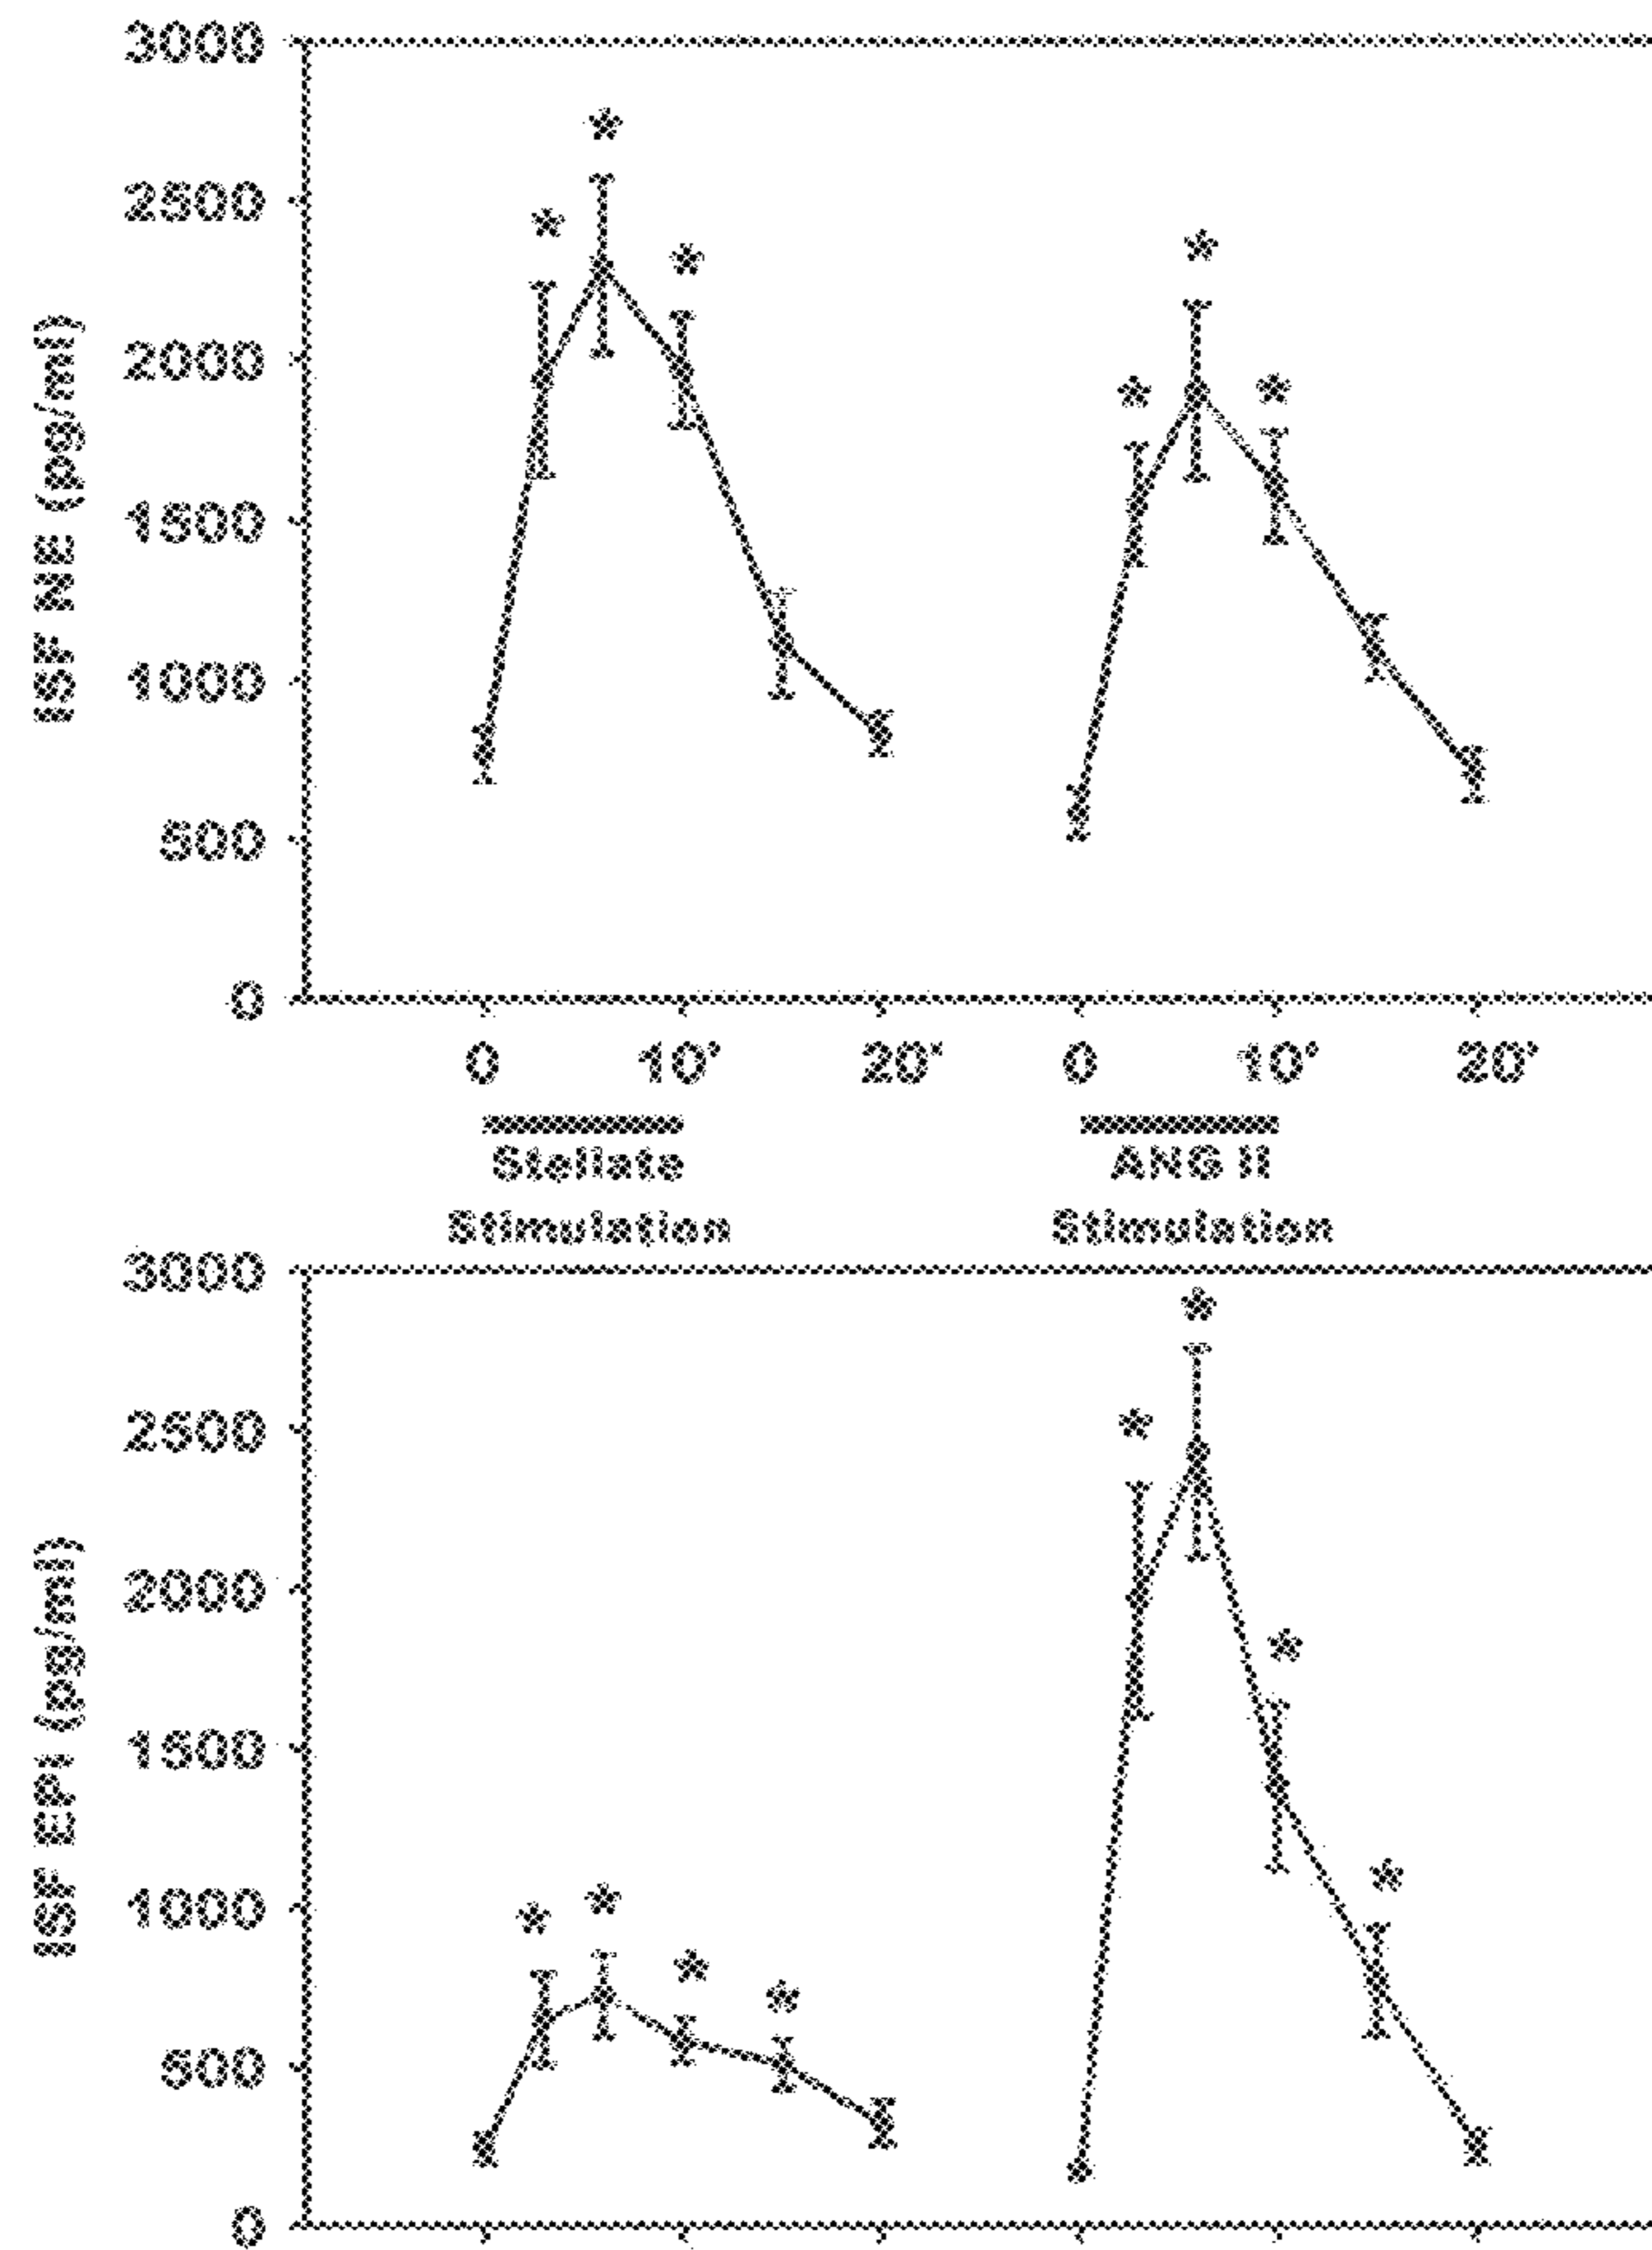 3000
2500
2000
1500
1000
500
0
ISF NE (pg/ml)
0 10' 20' 0 10' 20'
Stellate ANG II
Stimulation Stimulation
3000
2500
2000
1500
1000
500
0
ISF EPI (pg/ml)
* * *
* * *
* * * *
* * * *